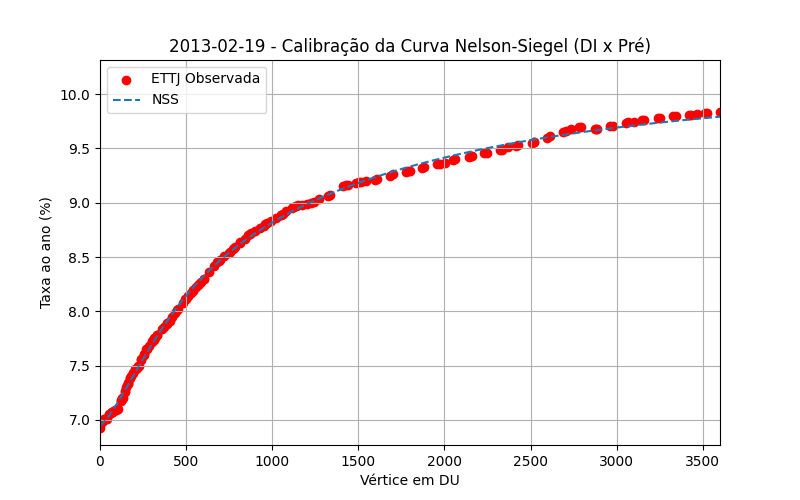 2013-02-19 - Calibração da Curva Nelson-Siegel (DI x Pré)
ETTJ Observada
NSS
Taxa ao ano (%)
10.0
9.5
9.0
8.5
8.0
7.5
7.0
0 500 1000 1500 2000 2500 3000 3500
Vértice em DU